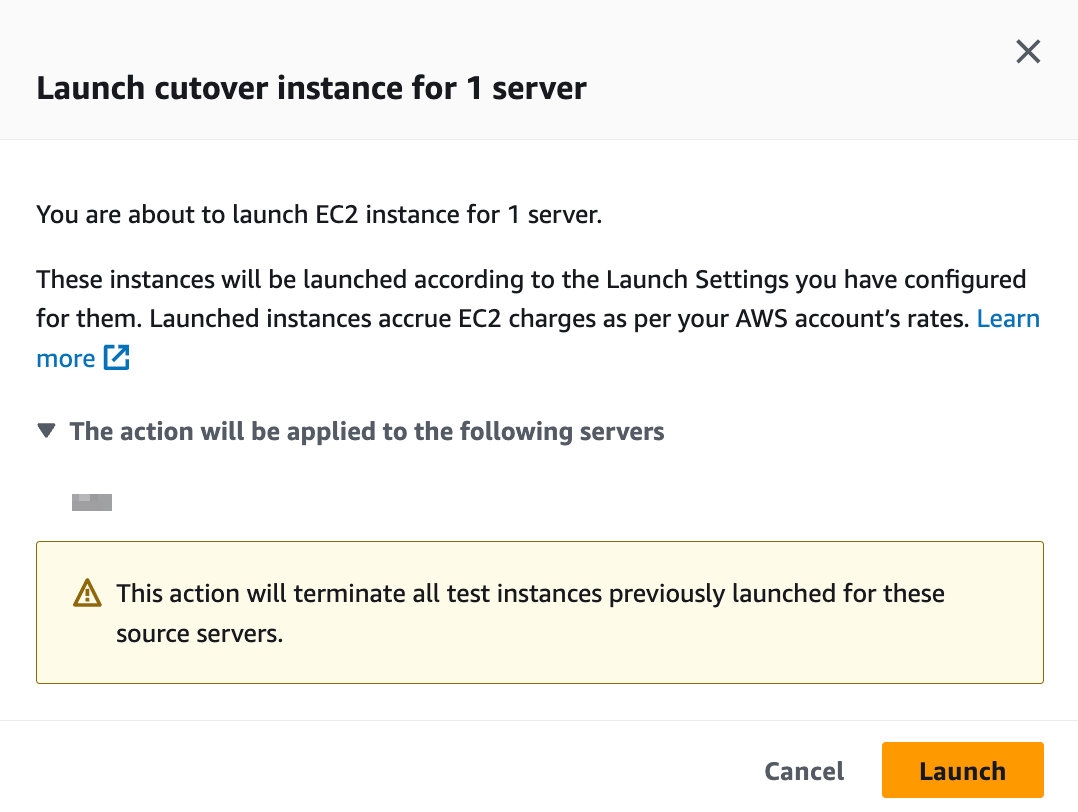 Launch cutover instance for 1 server
You are about to launch EC2 instance for 1 server.
These instances will be launched according to the Launch Settings you have configured
for them. Launched instances accrue EC2 charges as per your AWS account’s rates. Learn
more
The action will be applied to the following servers
This action will terminate all test instances previously launched for these
source servers.
Cancel
Launch